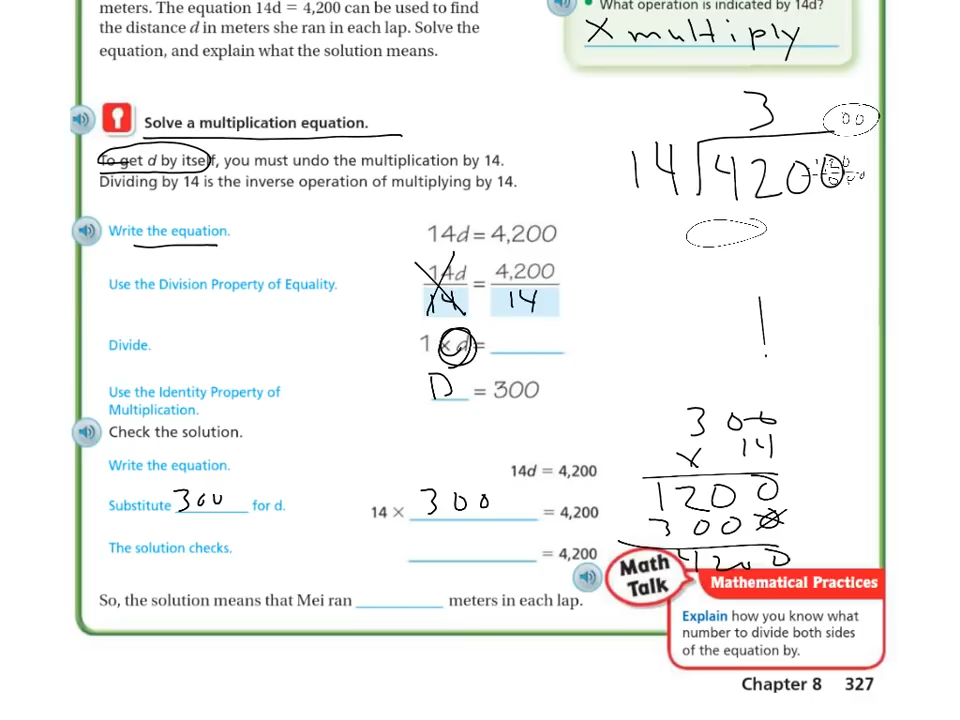 meters. The equation 14d = 4,200 can be used to find
the distance d in meters she ran in each lap. Solve the
equation, and explain what the solution means.
• What operation is indicated by 14d?
x multiply
Solve a multiplication equation.
To get d by itself, you must undo the multiplication by 14.
Dividing by 14 is the inverse operation of multiplying by 14.
3 00
14 4200
Write the equation.
14d = 4,200
Use the Division Property of Equality.
14d = 4,200
14 14
Divide.
1 × d =
Use the Identity Property of
Multiplication.
D = 300
Check the solution.
Write the equation.
14d = 4,200
Substitute 300 for d.
14 × 300 = 4,200
The solution checks.
= 4,200
So, the solution means that Mei ran meters in each lap.
300
x 14
1200
3000
4200
Math
Talk
Mathematical Practices
Explain how you know what
number to divide both sides
of the equation by.
Chapter 8 327